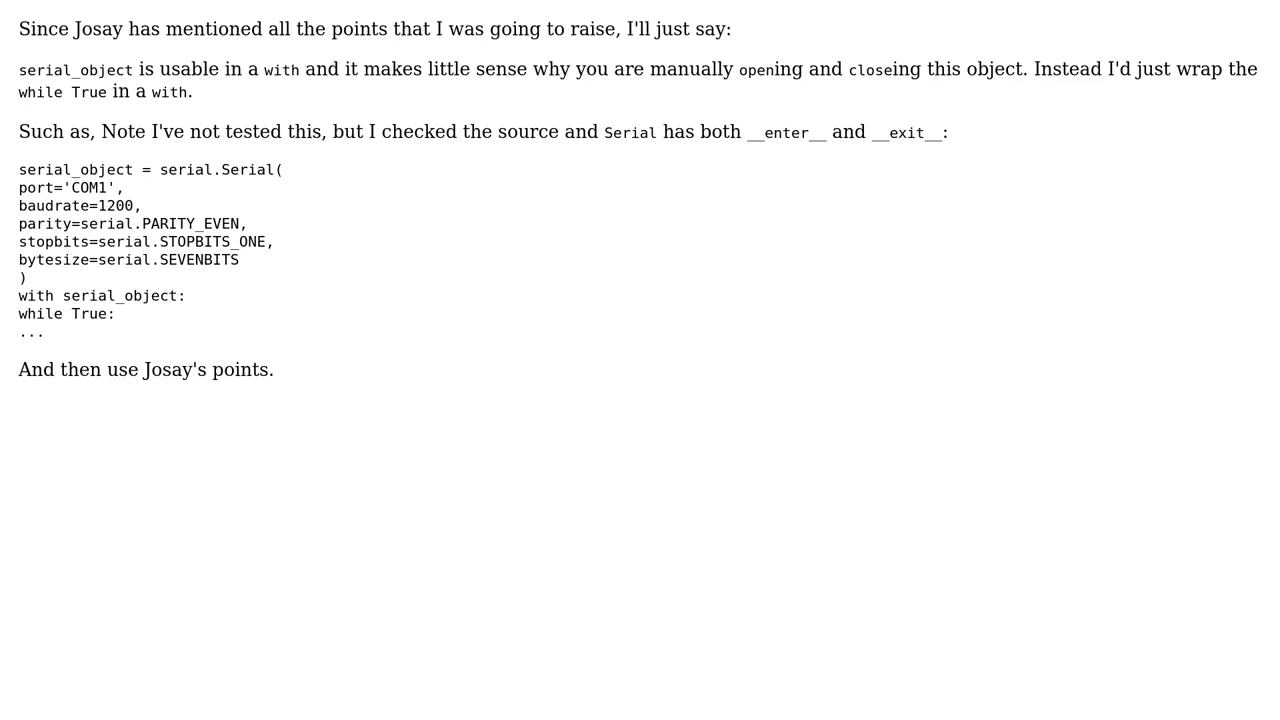 Since Josay has mentioned all the points that I was going to raise, I'll just say:
serial_object is usable in a with and it makes little sense why you are manually opening and closeing this object. Instead I'd just wrap the
while True in a with.
Such as, Note I've not tested this, but I checked the source and Serial has both __enter__ and __exit__:
serial_object = serial.Serial(
port='COM1',
baudrate=1200,
parity=serial.PARITY_EVEN,
stopbits=serial.STOPBITS_ONE,
bytesize=serial.SEVENBITS
)
with serial_object:
while True:
...
And then use Josay's points.